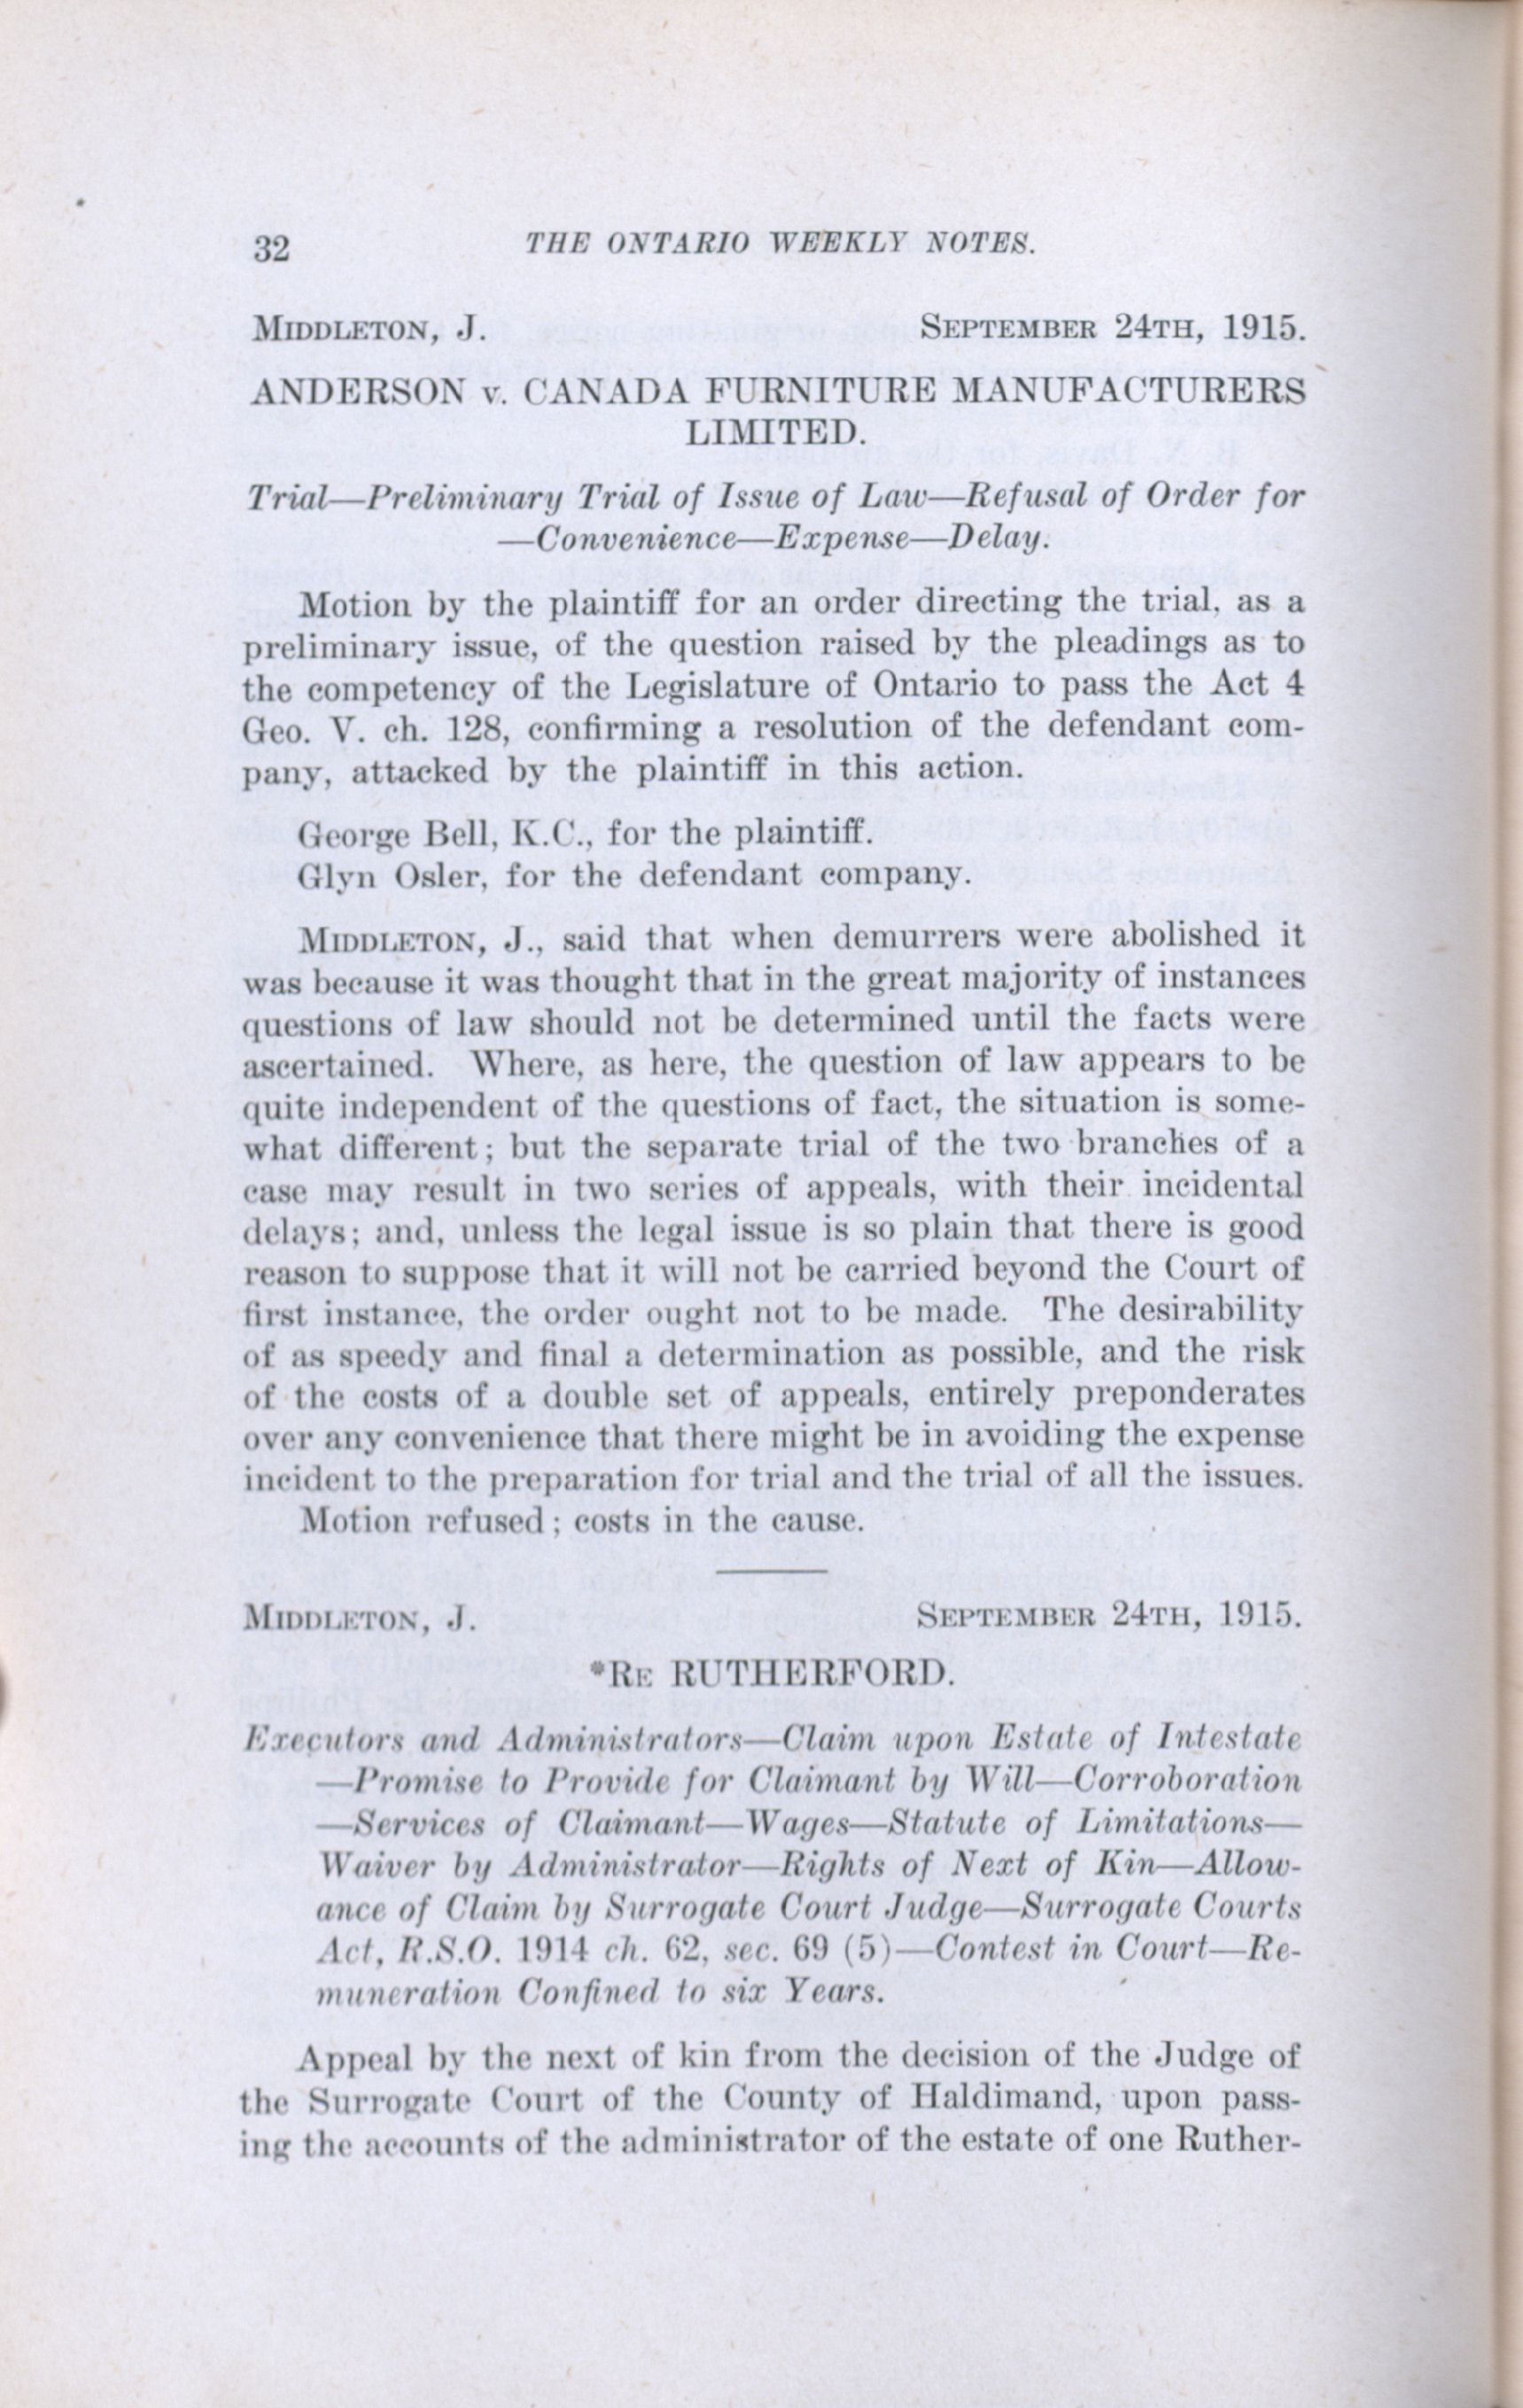 32 THE ONTARIO WEEKLY NOTES.
MIDDLETON, J. SEPTEMBER 24TH, 1915.
ANDERSON v. CANADA FURNITURE MANUFACTURERS
LIMITED.
Trial—Preliminary Trial of Issue of Law—Refusal of Order for
—Convenience—Expense—Delay.
Motion by the plaintiff for an order directing the trial, as a
preliminary issue, of the question raised by the pleadings as to
the competency of the Legislature of Ontario to pass the Act 4
Geo. V. ch. 128, confirming a resolution of the defendant com-
pany, attacked by the plaintiff in this action.
George Bell, K.C., for the plaintiff.
Glyn Osler, for the defendant company.
MIDDLETON, J., said that when demurrers were abolished it
was because it was thought that in the great majority of instances
questions of law should not be determined until the facts were
ascertained. Where, as here, the question of law appears to be
quite independent of the questions of fact, the situation is some-
what different; but the separate trial of the two branches of a
case may result in two series of appeals, with their incidental
delays; and, unless the legal issue is so plain that there is good
reason to suppose that it will not be carried beyond the Court of
first instance, the order ought not to be made. The desirability
of as speedy and final a determination as possible, and the risk
of the costs of a double set of appeals, entirely preponderates
over any convenience that there might be in avoiding the expense
incident to the preparation for trial and the trial of all the issues.
Motion refused; costs in the cause.
MIDDLETON, J. SEPTEMBER 24TH, 1915.
*RE RUTHERFORD.
Executors and Administrators—Claim upon Estate of Intestate
—Promise to Provide for Claimant by Will—Corroboration
—Services of Claimant—Wages—Statute of Limitations—
Waiver by Administrator—Rights of Next of Kin—Allow-
ance of Claim by Surrogate Court Judge—Surrogate Courts
Act, R.S.O. 1914 ch. 62, sec. 69 (5)—Contest in Court—Re-
muneration Confined to six Years.
Appeal by the next of kin from the decision of the Judge of
the Surrogate Court of the County of Haldimand, upon pass-
ing the accounts of the administrator of the estate of one Ruther-